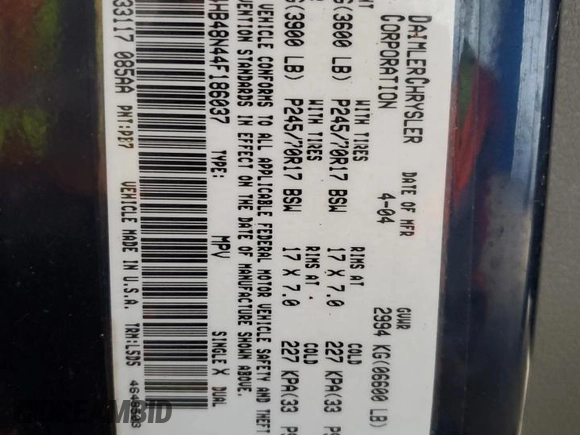 DAIMLERCHRYSLER
CORPORATION
DATE OF MFR
4-04
GVWR
2994 KG(06600 LB)
WITH TIRES
RIMS AT
COLD
(3600 LB)
P245/70R17 BSW
17 X 7.0
227 KPA(33
WITH TIRES
RIMS AT
COLD
(3900 LB)
P245/70R17 BSW
17 X 7.0
227 KPA(33
VEHICLE CONFORMS TO ALL APPLICABLE FEDERAL MOTOR VEHICLE SAFETY AND THEFT
VENTION STANDARDS IN EFFECT ON THE DATE OF MANUFACTURE SHOWN ABOVE.
HB48N44F186037
TYPE:
MPV
SINGLE X
DUAL
33117
085AA
PNT:
VEHICLE MADE IN U.S.A.
TRM:L5D5